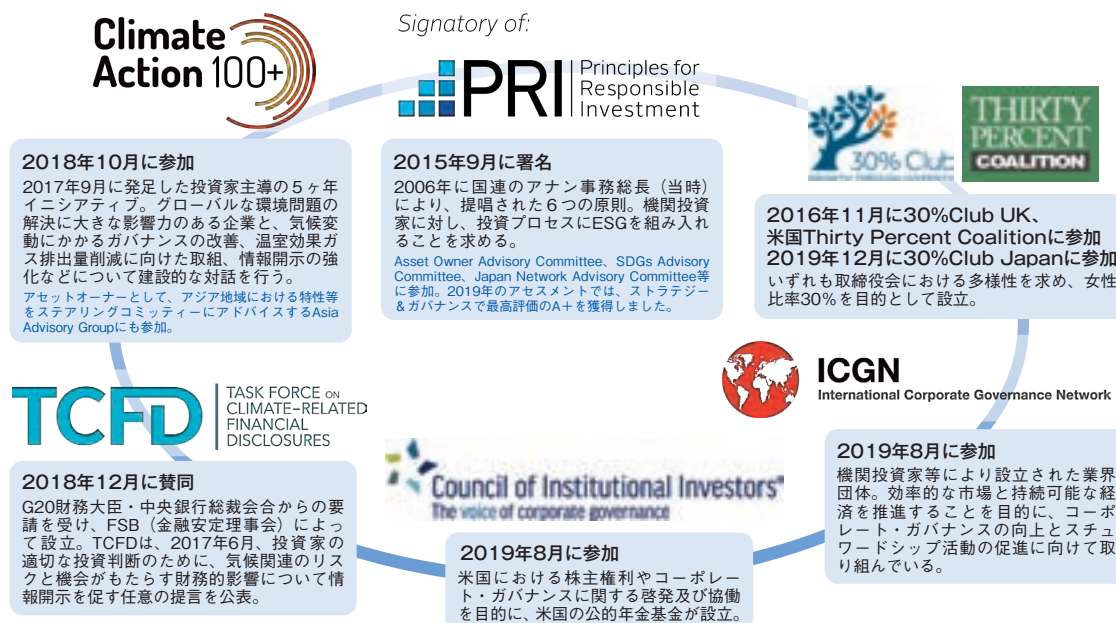 Climate
Action 100+
2018年10月に参加
2017年9月に発足した投資家主導の5ヶ年
イニシアティブ。グローバルな環境問題の
解決に大きな影響力のある企業と、気候変
動にかかるガバナンスの改善、温室効果ガ
ス排出量削減に向けた取組、情報開示の強
化などについて建設的な対話を行う。
アセットオーナーとして、アジア地域における特性等
をステアリングコミッティーにアドバイスするAsia
Advisory Groupにも参加。
Signatory of:
PRI
Principles for
Responsible
Investment
2015年9月に署名
2006年に国連のアナン事務総長（当時）
により、提唱された6つの原則。機関投資
家に対し、投資プロセスにESGを組み入れ
ることを求める。
Asset Owner Advisory Committee、SDGs Advisory
Committee、Japan Network Advisory Committee等
に参加。2019年のアセスメントでは、ストラテジー
＆ガバナンスで最高評価のA＋を獲得しました。
30% Club
THIRTY
PERCENT
COALITION
2016年11月に30%Club UK、
米国Thirty Percent Coalitionに参加
2019年12月に30%Club Japanに参加
いずれも取締役会における多様性を求め、女性
比率30％を目的として設立。
TCFD
TASK FORCE ON
CLIMATE-RELATED
FINANCIAL
DISCLOSURES
2018年12月に賛同
G20財務大臣・中央銀行総裁会合からの要
請を受け、FSB（金融安定理事会）によっ
て設立。TCFDは、2017年6月、投資家の
適切な投資判断のために、気候関連のリス
クと機会がもたらす財務的影響について情
報開示を促す任意の提言を公表。
Council of Institutional Investors®
The voice of corporate governance
2019年8月に参加
米国における株主権利やコーポレー
ト・ガバナンスに関する啓発及び協働
を目的に、米国の公的年金基金が設立。
ICGN
International Corporate Governance Network
2019年8月に参加
機関投資家等により設立された業界
団体。効率的な市場と持続可能な経
済を推進することを目的に、コーポ
レート・ガバナンスの向上とスチュ
ワードシップ活動の促進に向けて取
り組んでいる。